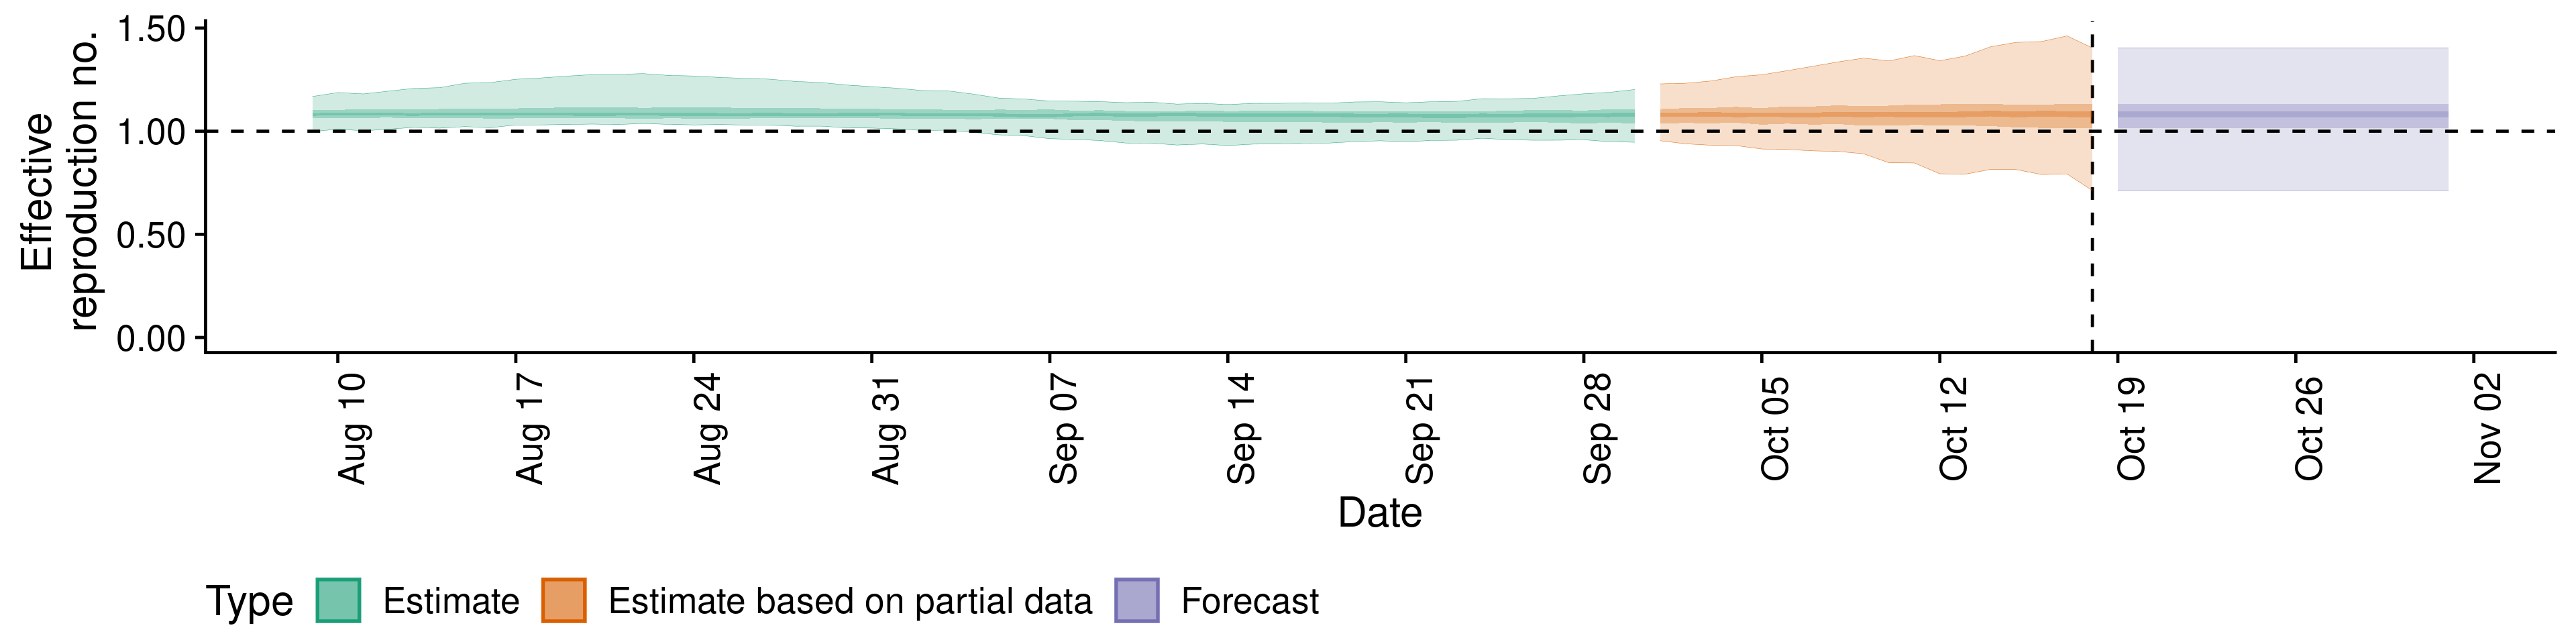 Effective
reproduction no.
1.50
1.00
0.50
0.00
Aug 10
Aug 17
Aug 24
Aug 31
Sep 07
Sep 14
Sep 21
Sep 28
Oct 05
Oct 12
Oct 19
Oct 26
Nov 02
Date
Type Estimate Estimate based on partial data Forecast